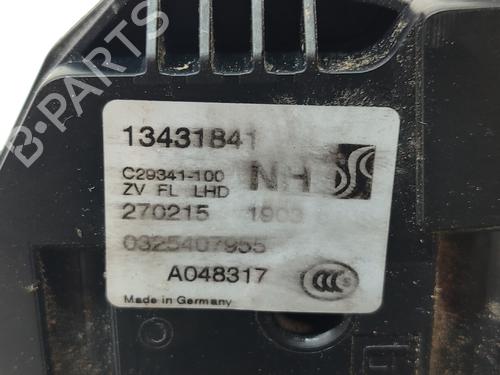 B-PARTS
13431841
C29341-100 NH
ZV FL LHD
270215 1903
0325407955
A048317
Made in Germany